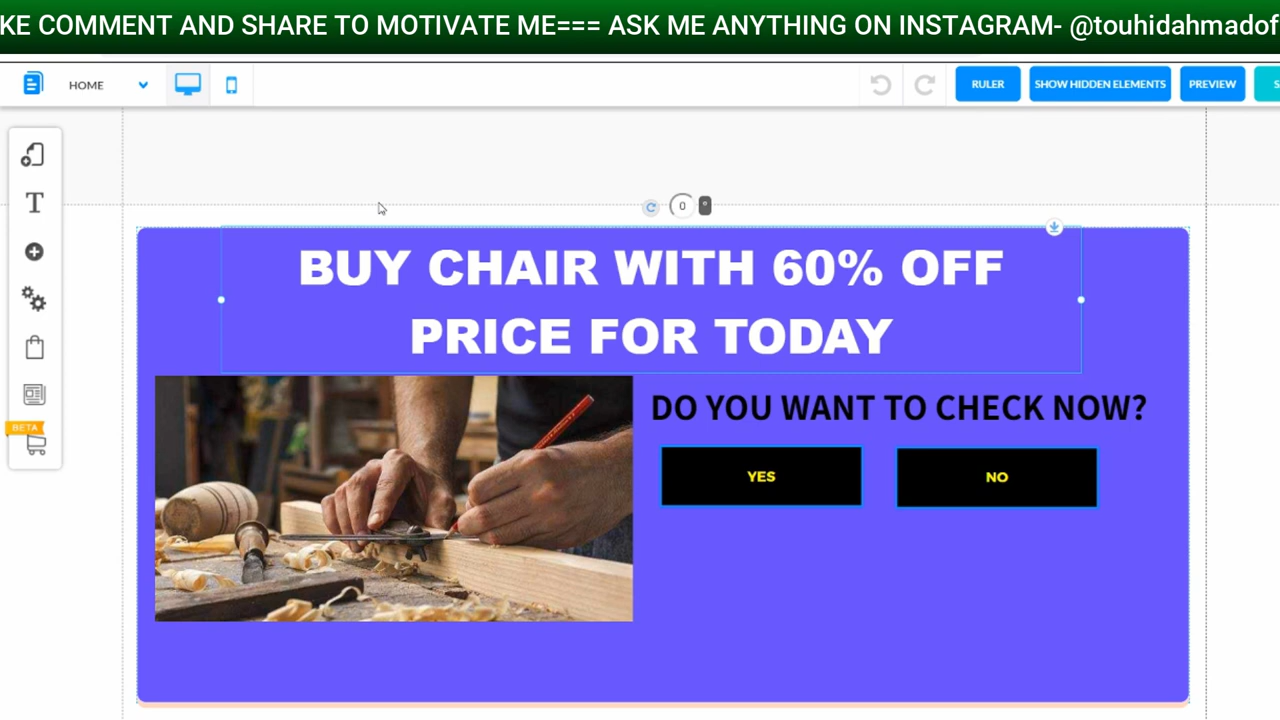 KE COMMENT AND SHARE TO MOTIVATE ME=== ASK ME ANYTHING ON INSTAGRAM- @touhidahmadof
HOME
RULER
SHOW HIDDEN ELEMENTS
PREVIEW
S
0
BUY CHAIR WITH 60% OFF
PRICE FOR TODAY
DO YOU WANT TO CHECK NOW?
YES
NO
T
BETA